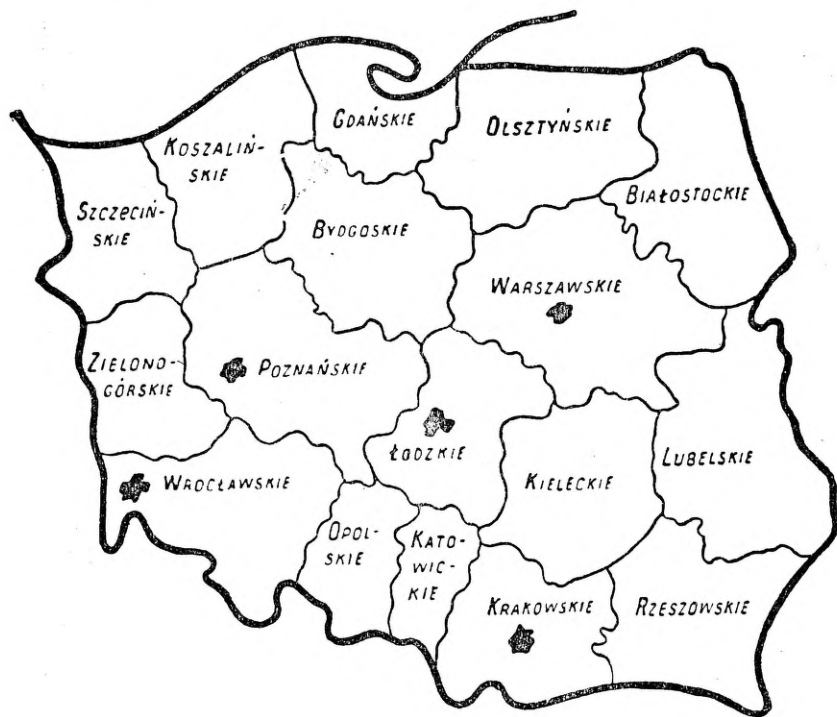 GDAŃSKIE
OLSZTYŃSKIE
KOSZALIŃ-
SKIE
BIAŁOSTOCKIE
SZCZECIŃ-
SKIE
BYDGOSKIE
WARSZAWSKIE
ZIELONO-
GÓRSKIE
POZNAŃSKIE
ŁODZKIE
LUBELSKIE
WROCŁAWSKIE
KIELECKIE
OPOL-
SKIE
KATO-
WIC-
KIE
KRAKOWSKIE
RZESZOWSKIE